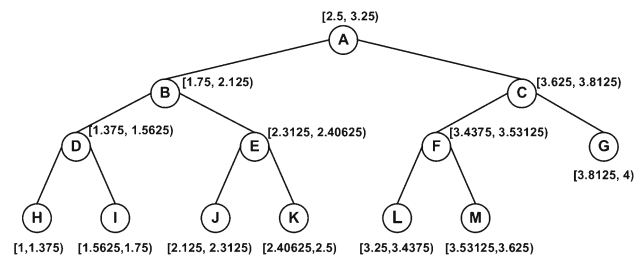 [2.5, 3.25)
A
[1.75, 2.125)
B
[3.625, 3.8125)
C
[1.375, 1.5625)
D
[2.3125, 2.40625)
E
[3.4375, 3.53125)
F
G
[3.8125, 4)
H
I
J
K
L
M
[1,1.375)
[1.5625,1.75)
[2.125, 2.3125)
[2.40625,2.5)
[3.25,3.4375)
[3.53125,3.625)